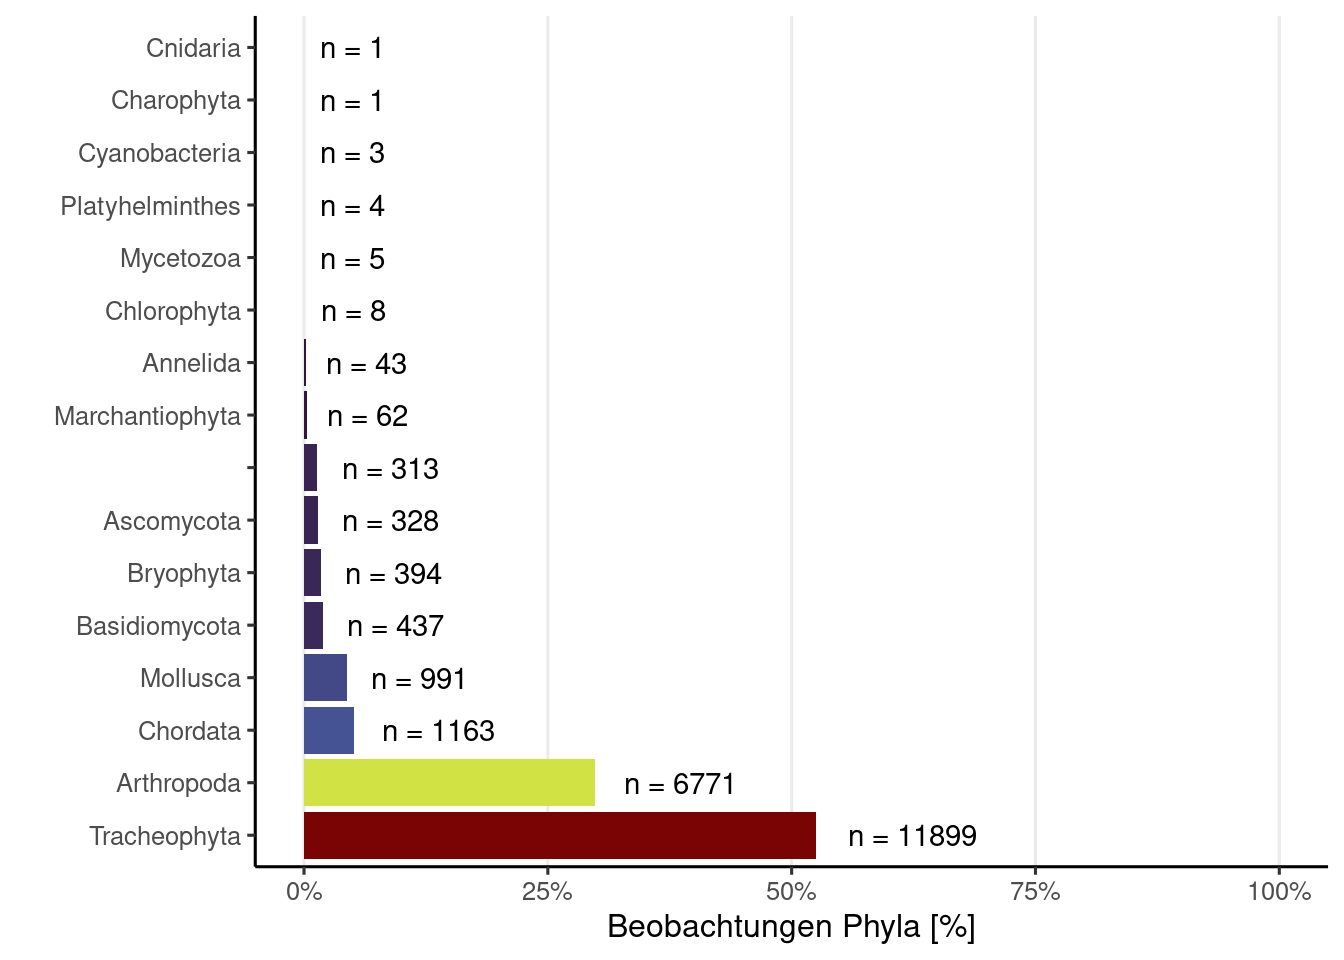 Cnidaria n = 1
Charophyta n = 1
Cyanobacteria n = 3
Platyhelminthes n = 4
Mycetozoa n = 5
Chlorophyta n = 8
Annelida n = 43
Marchantiophyta n = 62
n = 313
Ascomycota n = 328
Bryophyta n = 394
Basidiomycota n = 437
Mollusca n = 991
Chordata n = 1163
Arthropoda n = 6771
Tracheophyta n = 11899
0% 25% 50% 75% 100%
Beobachtungen Phyla [%]